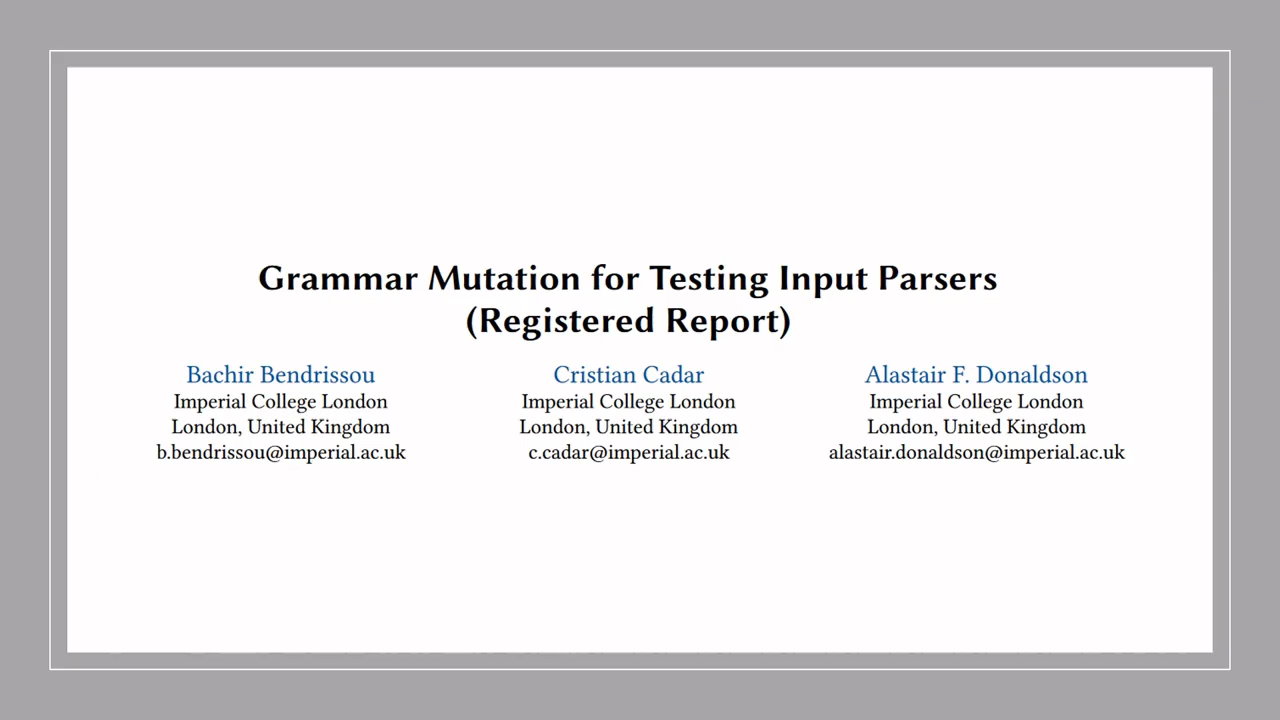 Grammar Mutation for Testing Input Parsers
(Registered Report)
Bachir Bendrissou
Imperial College London
London, United Kingdom
b.bendrissou@imperial.ac.uk
Cristian Cadar
Imperial College London
London, United Kingdom
c.cadar@imperial.ac.uk
Alastair F. Donaldson
Imperial College London
London, United Kingdom
alastair.donaldson@imperial.ac.uk